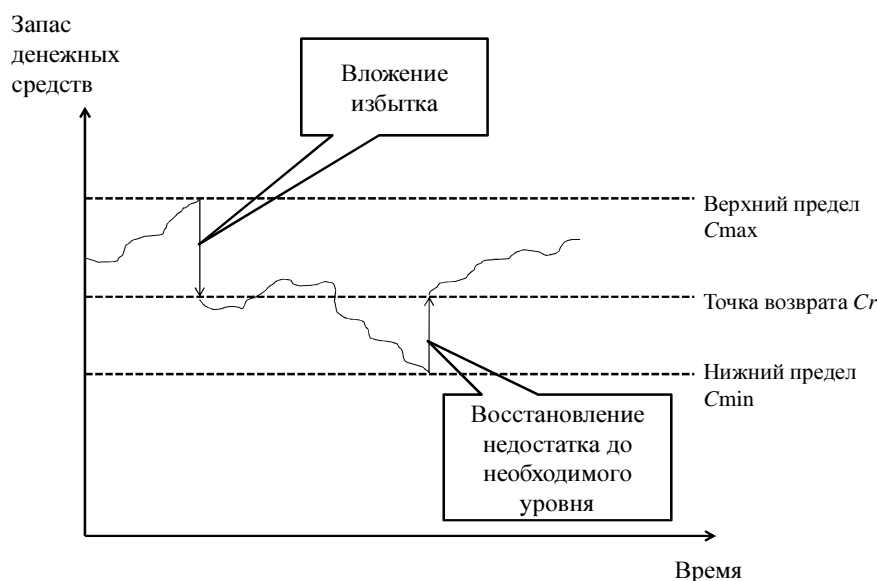 Запас
денежных
средств
Вложение
избытка
Верхний предел
Cmax
Точка возврата Cr
Нижний предел
Cmin
Восстановление
недостатка до
необходимого
уровня
Время